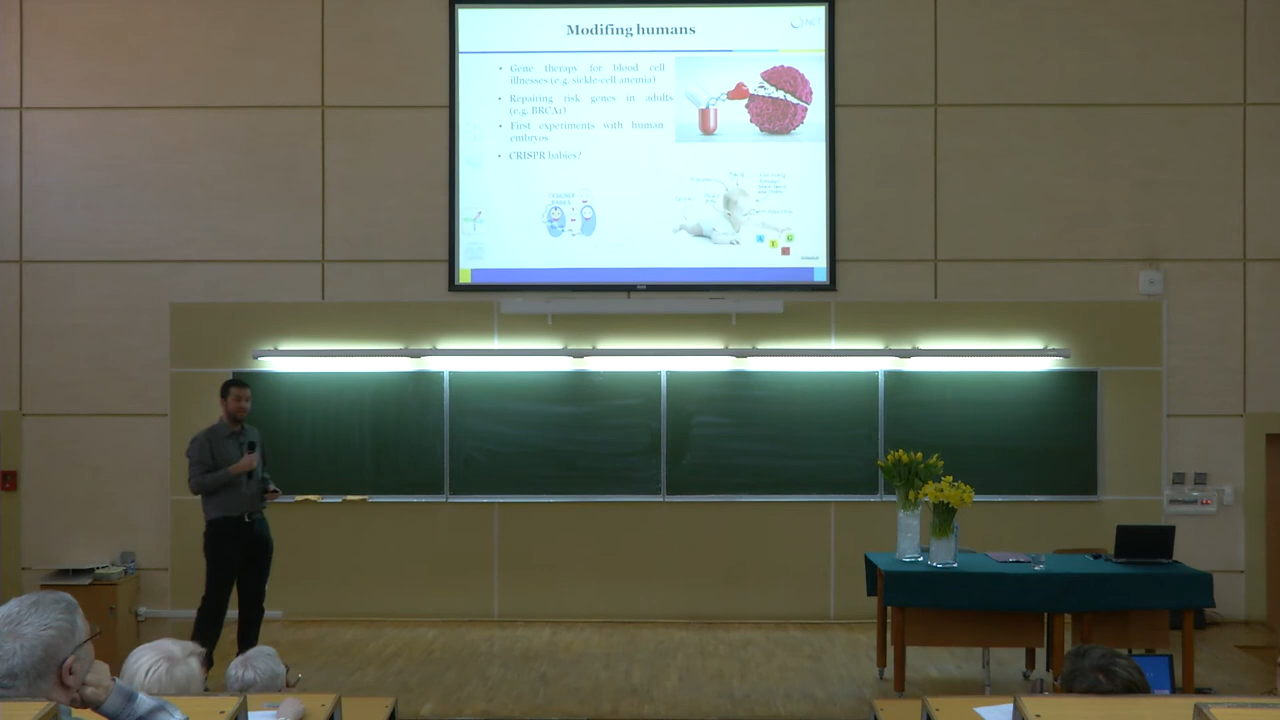 Modifing humans
• Gene therapy for blood cell
illnesses (e.g. sickle-cell anemia)
• Repairing risk genes in adults
(e.g. BRCA1)
• First experiments with human
embryos
• CRISPR babies?